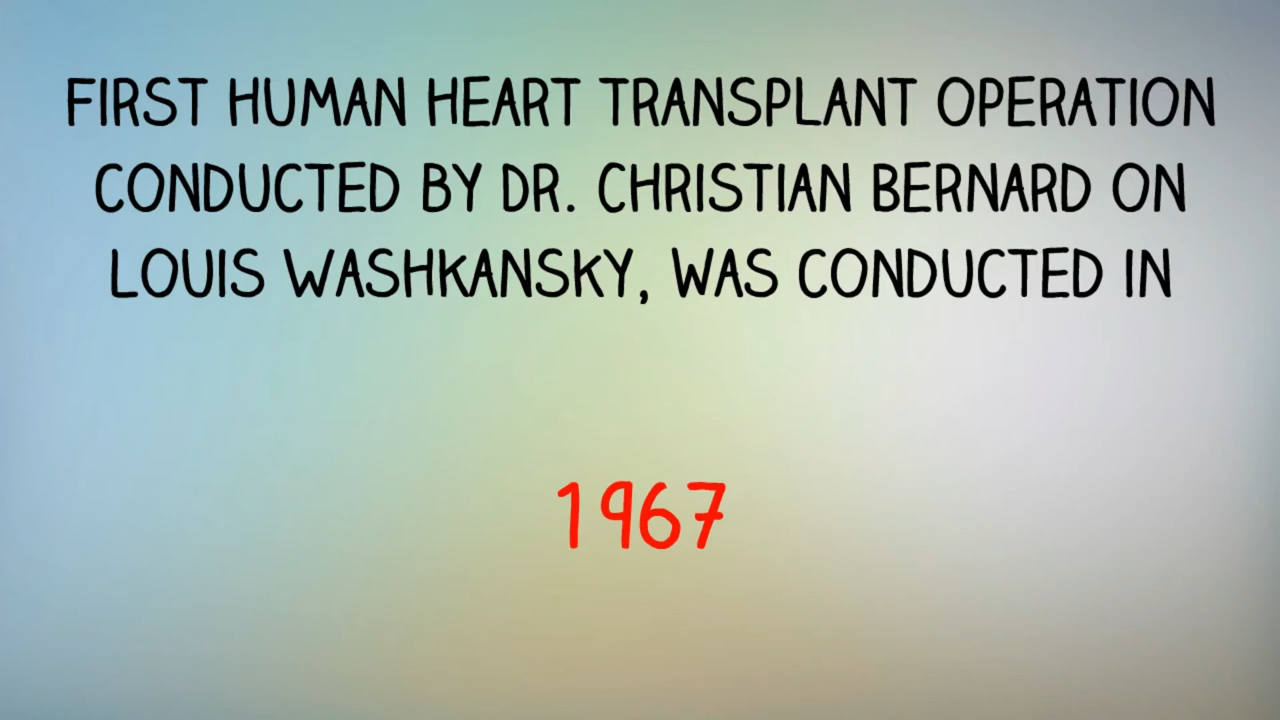 FIRST HUMAN HEART TRANSPLANT OPERATION
CONDUCTED BY DR. CHRISTIAN BERNARD ON
LOUIS WASHKANSKY, WAS CONDUCTED IN
1967